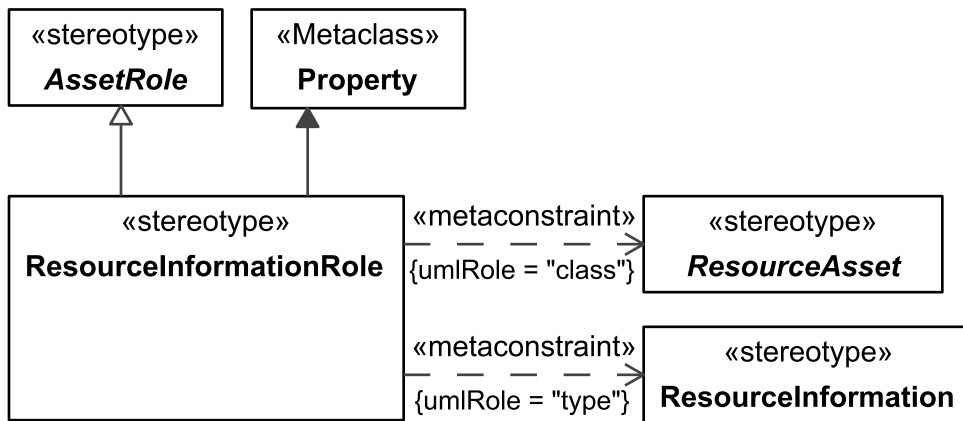 «stereotype»
AssetRole
«Metaclass»
Property
«stereotype»
ResourceInformationRole
«metaconstraint»
{umlRole = "class"}
«stereotype»
ResourceAsset
«metaconstraint»
{umlRole = "type"}
«stereotype»
ResourceInformation